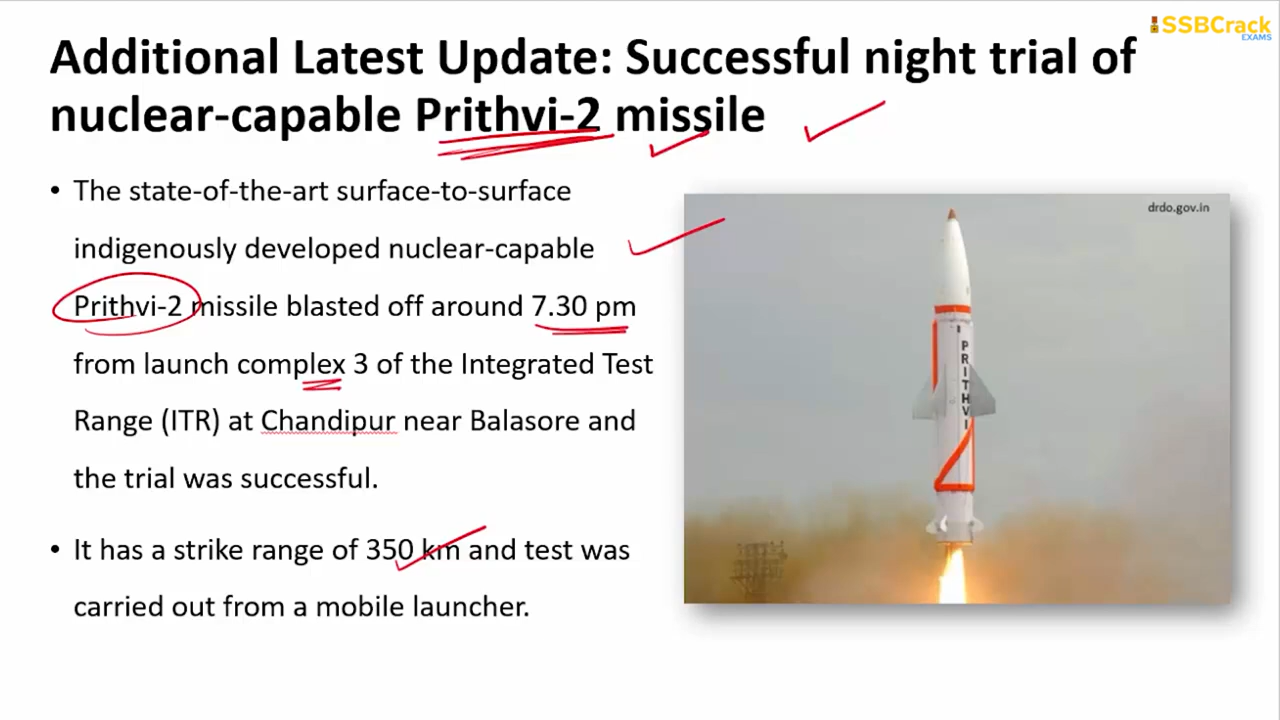 SSBCrack
EXAMS
Additional Latest Update: Successful night trial of
nuclear-capable Prithvi-2 missile
• The state-of-the-art surface-to-surface
indigenously developed nuclear-capable
Prithvi-2 missile blasted off around 7.30 pm
from launch complex 3 of the Integrated Test
Range (ITR) at Chandipur near Balasore and
the trial was successful.
• It has a strike range of 350 km and test was
carried out from a mobile launcher.
drdo.gov.in
PRITHVI